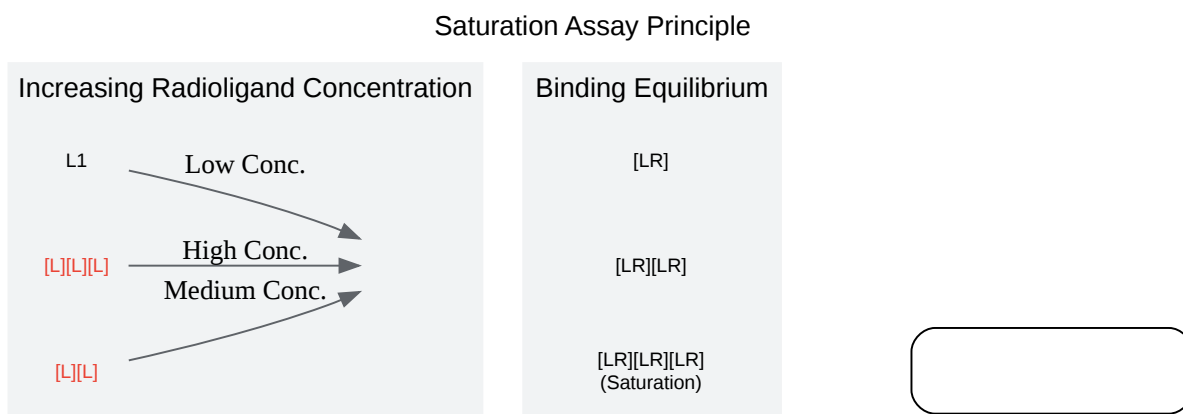 Saturation Assay Principle
Increasing Radioligand Concentration
L1
Low Conc.
[L][L][L]
High Conc.
Medium Conc.
[L][L]
Binding Equilibrium
[LR]
[LR][LR]
[LR][LR][LR]
(Saturation)